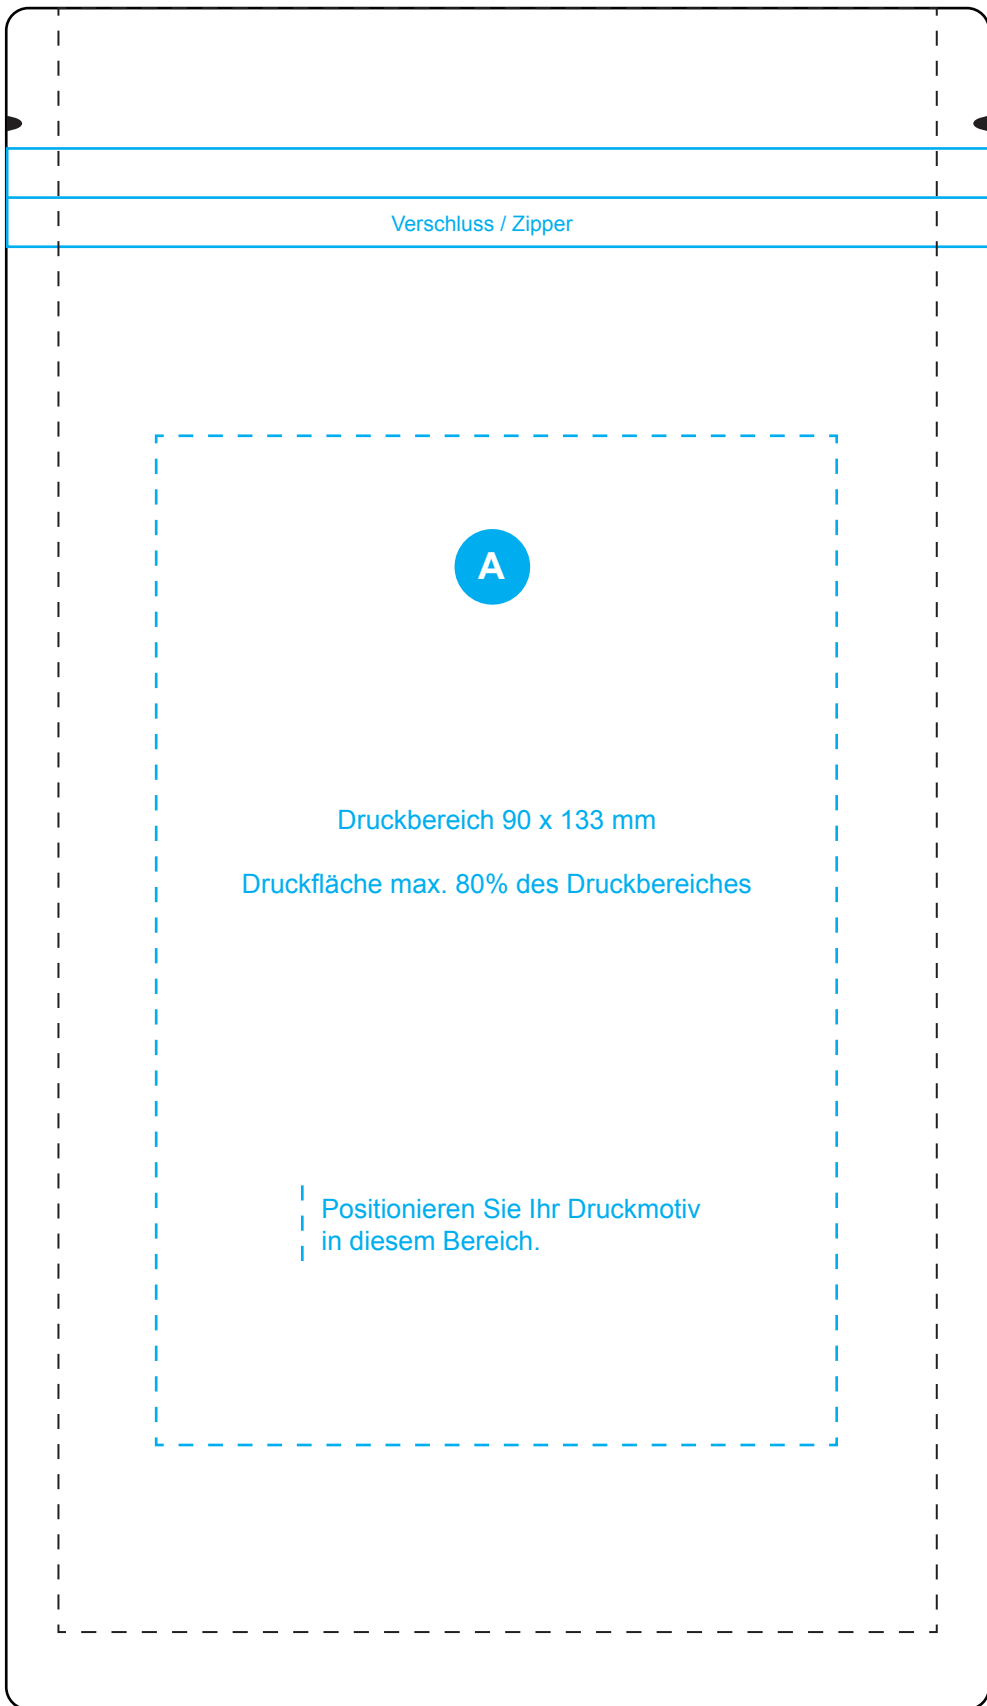 Verschluss / Zipper
A
Druckbereich 90 x 133 mm
Druckfläche max. 80% des Druckbereiches
Positionieren Sie Ihr Druckmotiv
in diesem Bereich.